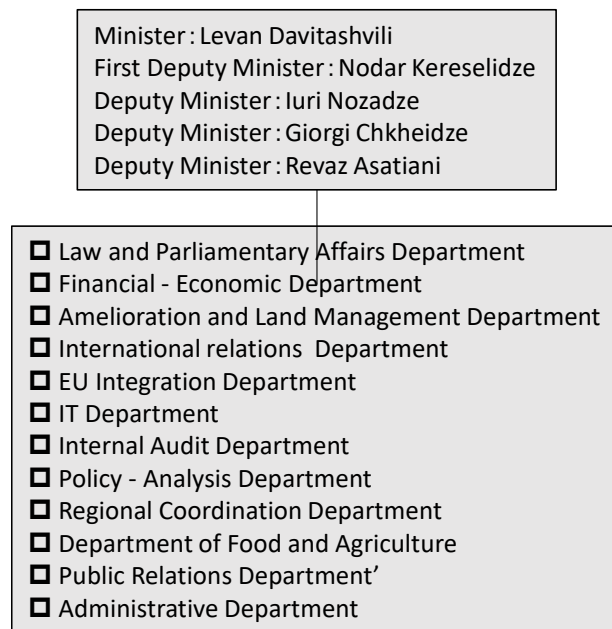 Minister : Levan Davitashvili
First Deputy Minister : Nodar Kereselidze
Deputy Minister : Iuri Nozadze
Deputy Minister : Giorgi Chkheidze
Deputy Minister : Revaz Asatiani
Law and Parliamentary Affairs Department
Financial - Economic Department
Amelioration and Land Management Department
International relations Department
EU Integration Department
IT Department
Internal Audit Department
Policy - Analysis Department
Regional Coordination Department
Department of Food and Agriculture
Public Relations Department’
Administrative Department